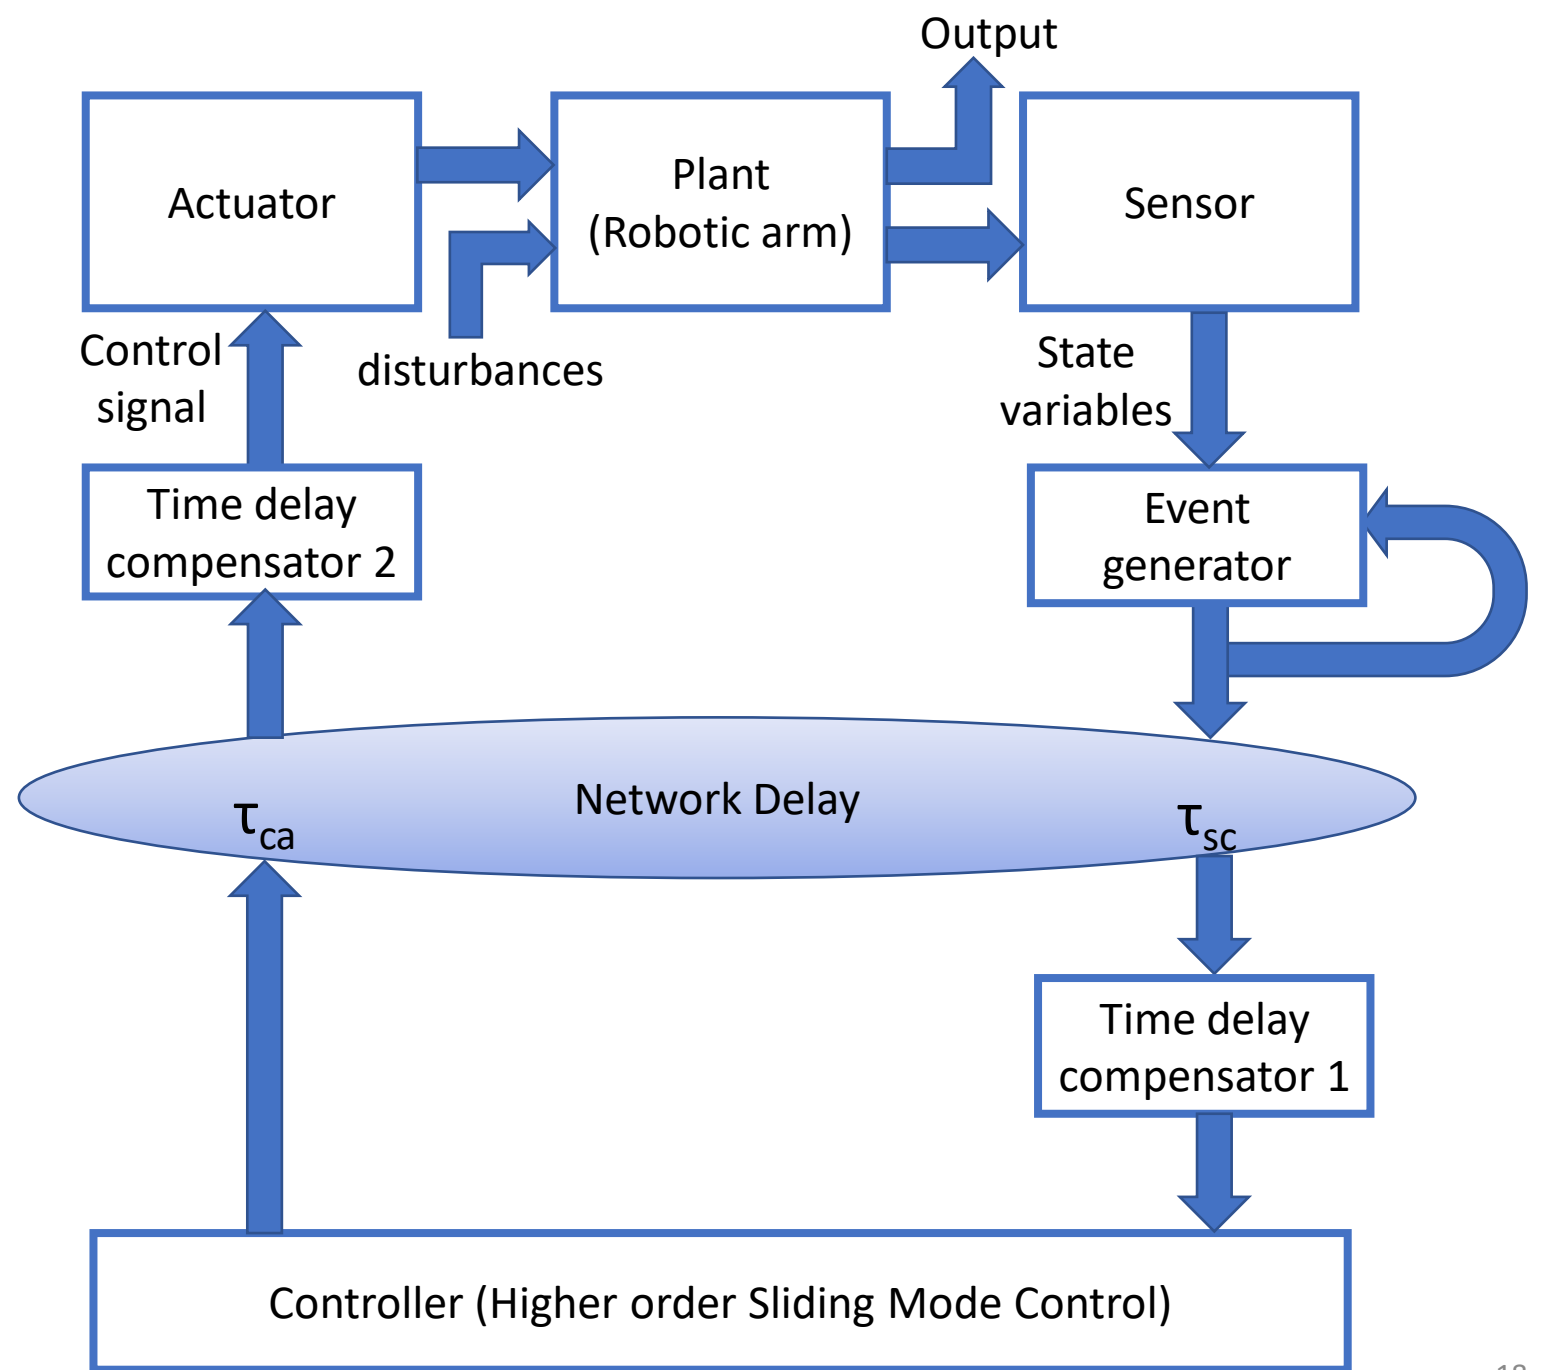 Output
Actuator
Plant
(Robotic arm)
Sensor
Control
signal
disturbances
State
variables
Time delay
compensator 2
Event
generator
Network Delay
τca
τsc
Time delay
compensator 1
Controller (Higher order Sliding Mode Control)